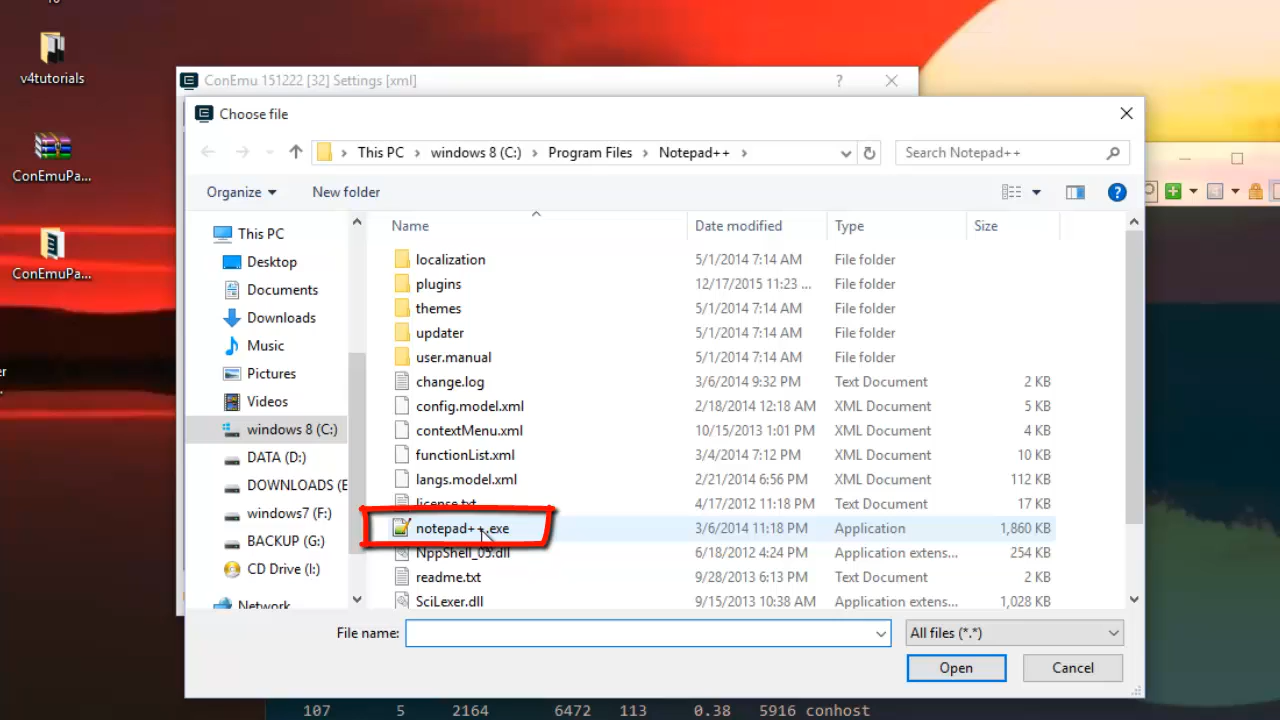 10
v4tutorials
ConEmuPa...
ConEmuPa...
er
ConEmu 151222 [32] Settings [xml]
?
Choose file
This PC > windows 8 (C:) > Program Files > Notepad++ >
Search Notepad++
Organize
New folder
Name Date modified Type Size
This PC
Desktop
Documents
Downloads
Music
Pictures
Videos
windows 8 (C:)
DATA (D:)
DOWNLOADS (E
windows7 (F:)
BACKUP (G:)
CD Drive (I:)
Network
localization 5/1/2014 7:14 AM File folder
plugins 12/17/2015 11:23 ... File folder
themes 5/1/2014 7:14 AM File folder
updater 5/1/2014 7:14 AM File folder
user.manual 5/1/2014 7:14 AM File folder
change.log 3/6/2014 9:32 PM Text Document 2 KB
config.model.xml 2/18/2014 12:18 AM XML Document 5 KB
contextMenu.xml 10/15/2013 1:01 PM XML Document 4 KB
functionList.xml 3/4/2014 7:12 PM XML Document 10 KB
langs.model.xml 2/21/2014 6:56 PM XML Document 112 KB
license.txt 4/17/2012 11:18 PM Text Document 17 KB
notepad++.exe 3/6/2014 11:18 PM Application 1,860 KB
NppShell_05.dll 6/18/2012 4:24 PM Application extens... 254 KB
readme.txt 9/28/2013 6:13 PM Text Document 2 KB
SciLexer.dll 9/15/2013 10:38 AM Application extens... 1,028 KB
File name:
All files (*.*)
Open
Cancel
107 5 2164 6472 113 0.38 5916 conhost